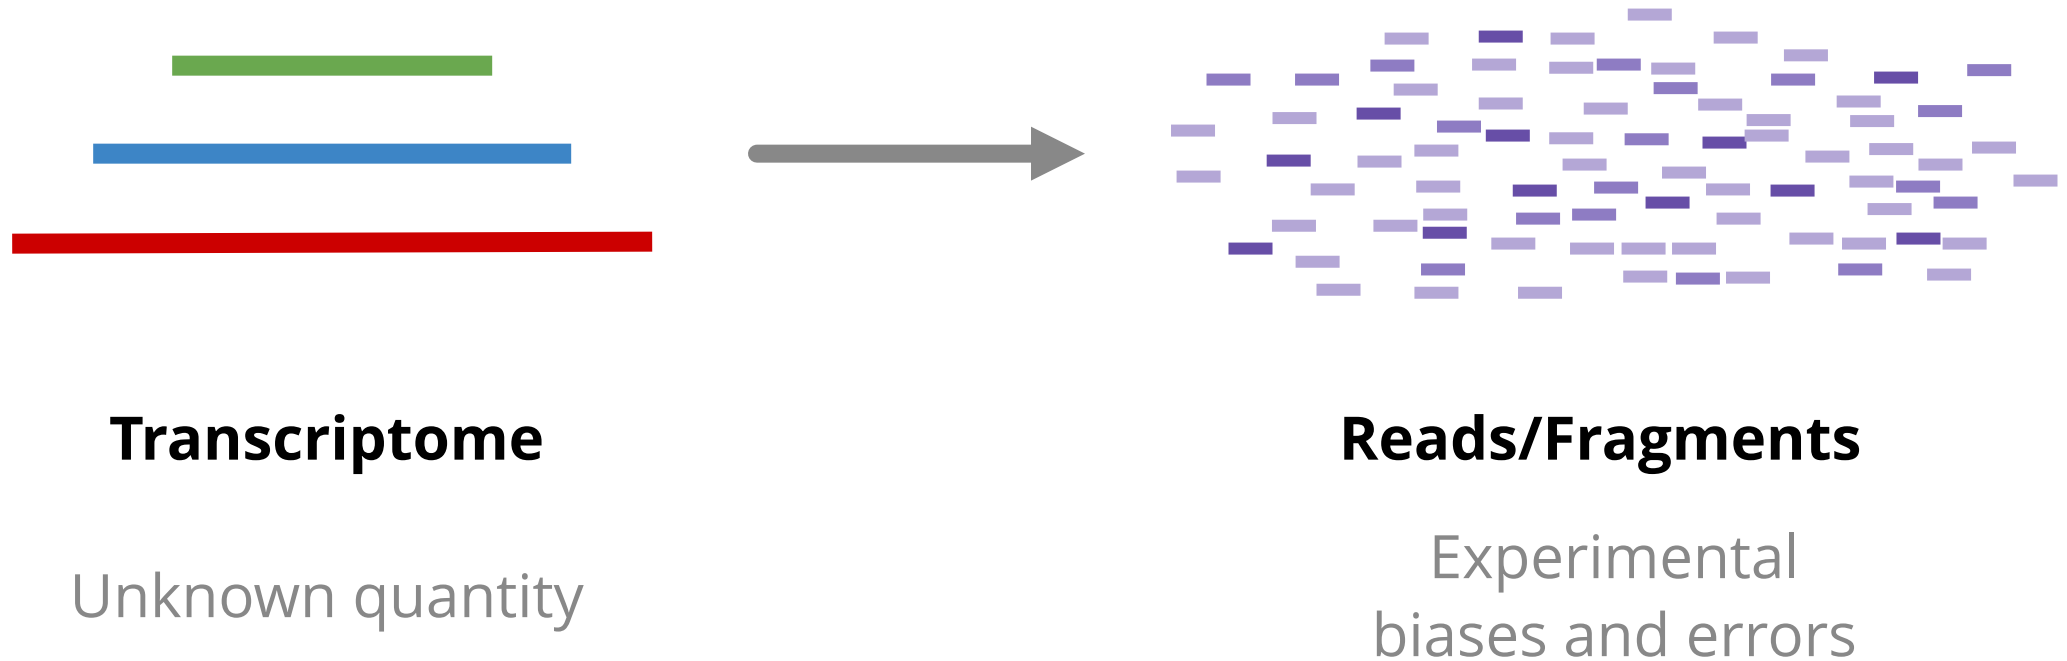 Transcriptome
Reads/Fragments
Unknown quantity
Experimental
biases and errors